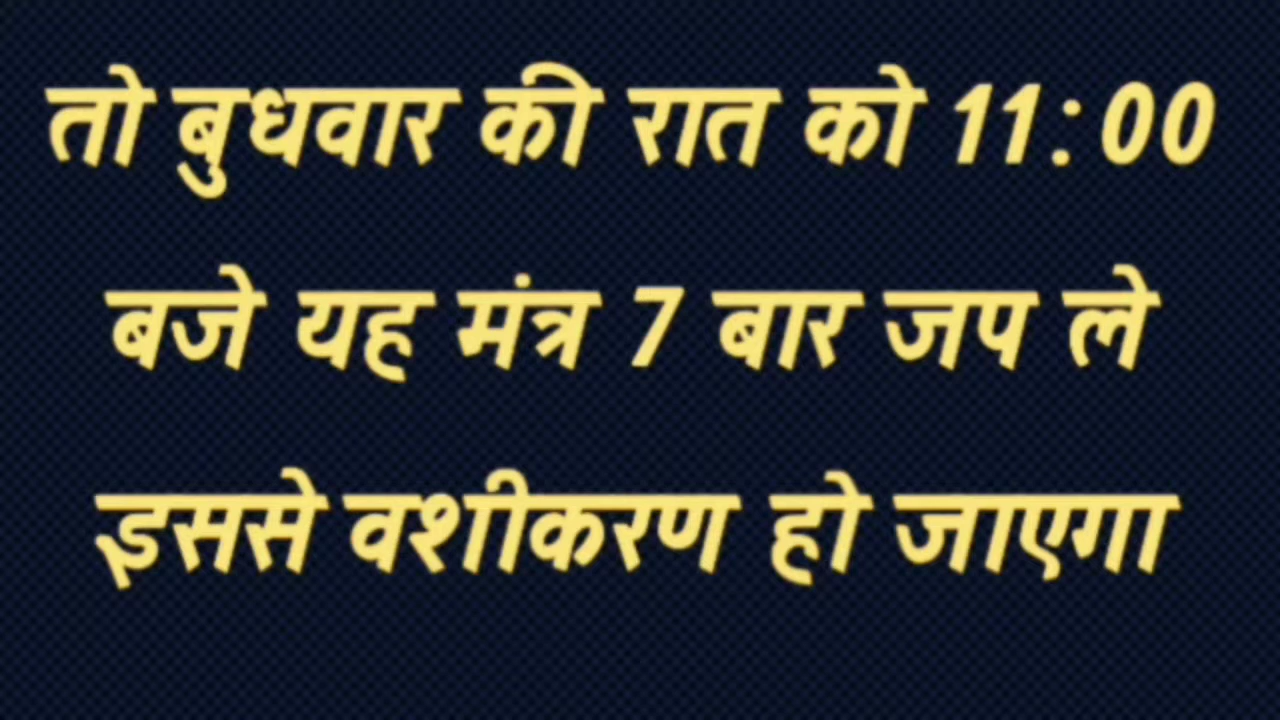 तो बुधवार की रात को 11:00
बजे यह मंत्र 7 बार जप ले
इससे वशीकरण हो जाएगा